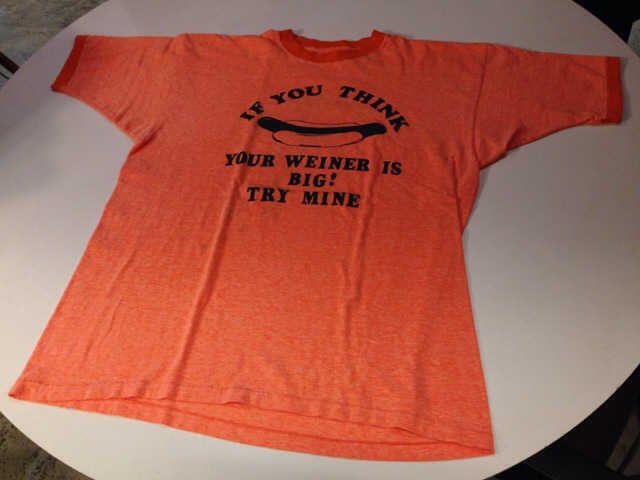 IF YOU THINK
YOUR WEINER IS
BIG!
TRY MINE